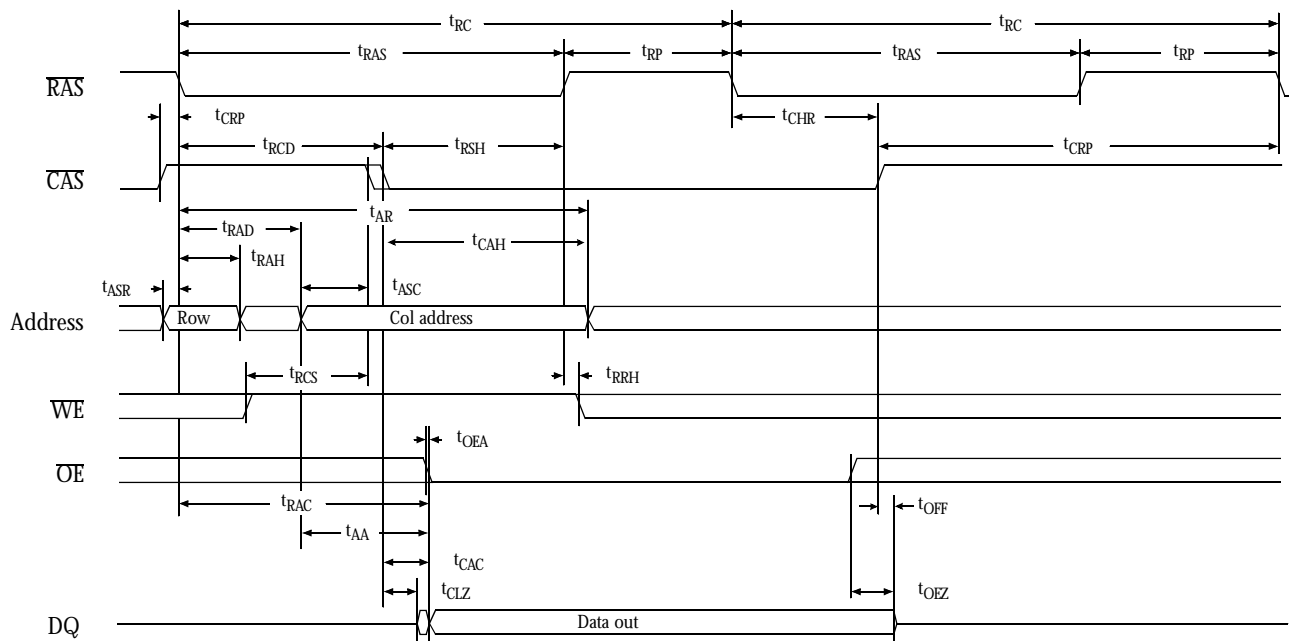 tRC tRC
tRAS tRP tRAS tRP
RAS
tCRP tCHR
tRCD tRSH tCRP
CAS
tAR
tRAD tCAH
tRAH
tASR tASC
Address Row Col address
tRCS tRRH
WE
tOEA
OE
tRAC tOFF
tAA
tCAC
tCLZ tOEZ
DQ Data out